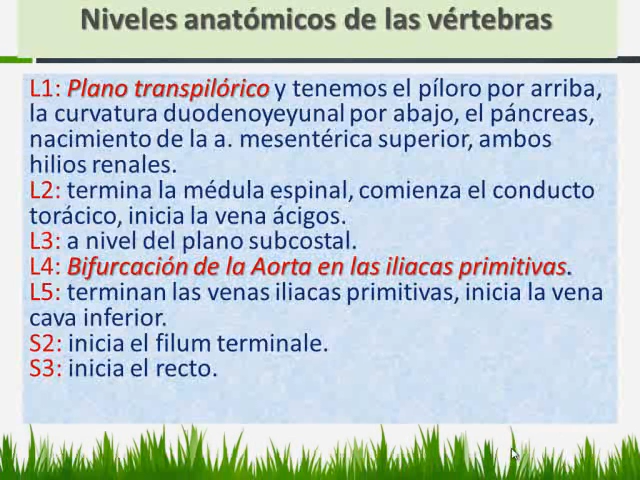 Niveles anatómicos de las vértebras
L1: Plano transpilórico y tenemos el píloro por arriba,
la curvatura duodenoyeyunal por abajo, el páncreas,
nacimiento de la a. mesentérica superior, ambos
hilios renales.
L2: termina la médula espinal, comienza el conducto
torácico, inicia la vena ácigos.
L3: a nivel del plano subcostal.
L4: Bifurcación de la Aorta en las iliacas primitivas.
L5: terminan las venas iliacas primitivas, inicia la vena
cava inferior.
S2: inicia el filum terminale.
S3: inicia el recto.